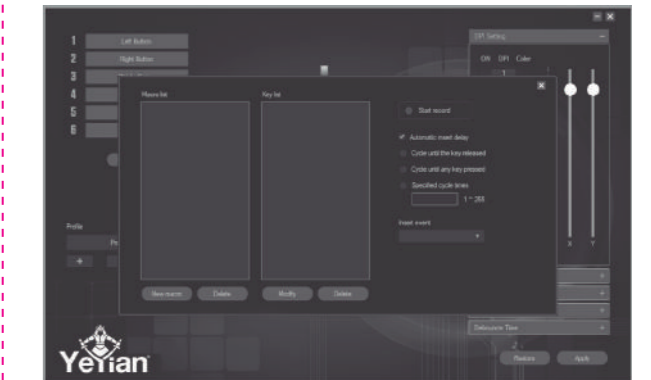 1 Left Button
2 Right Button
3
4
5
6
Macro list
Key list
Start record
Automatic insert delay
Cycle until the key released
Cycle until any key pressed
Specified cycle times
Insert event
New macro
Delete
Modify
Delete
Profile
DPI Setting
ON DPI Color
1
X Y
Debounce Time
Restore
Apply
Yeyian